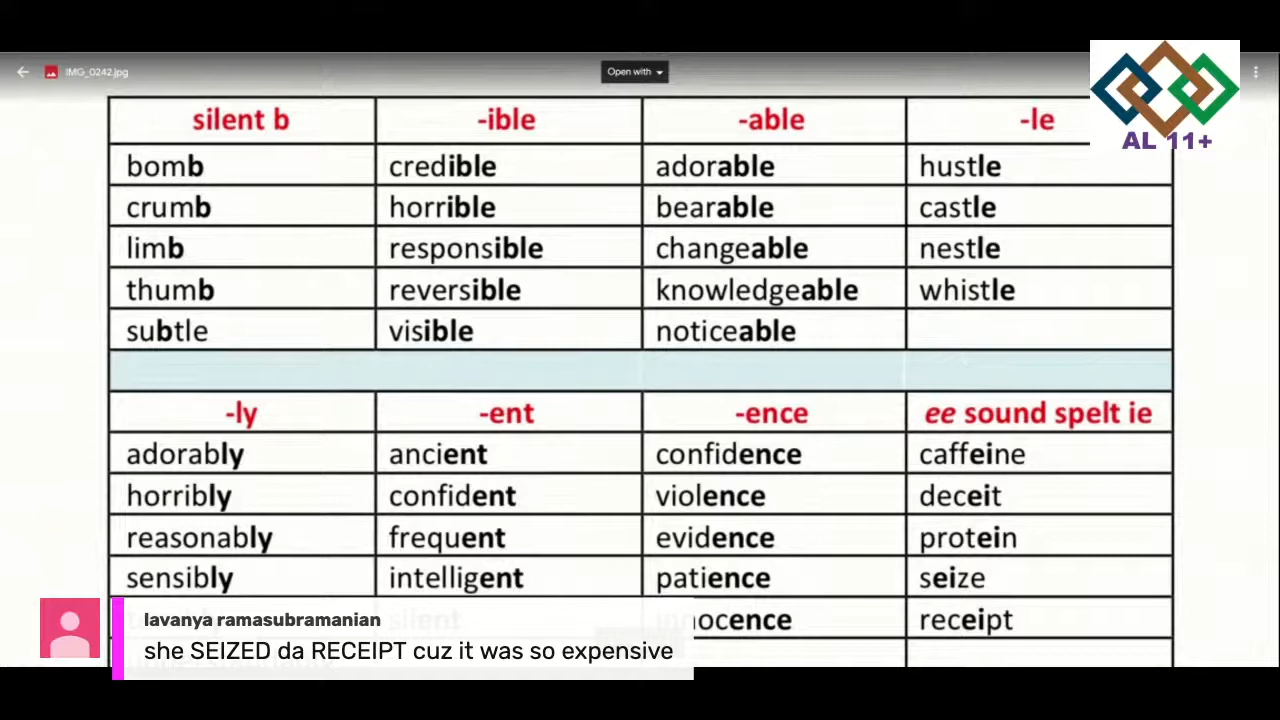 IMG_0242.jpg
Open with
AL 11+
silent b -ible -able -le
bomb credible adorable hustle
crumb horrible bearable castle
limb responsible changeable nestle
thumb reversible knowledgeable whistle
subtle visible noticeable
-ly -ent -ence ee sound spelt ie
adorably ancient confidence caffeine
horribly confident violence deceit
reasonably frequent evidence protein
sensibly intelligent patience seize
silent innocence receipt
lavanya ramasubramanian
she SEIZED da RECEIPT cuz it was so expensive